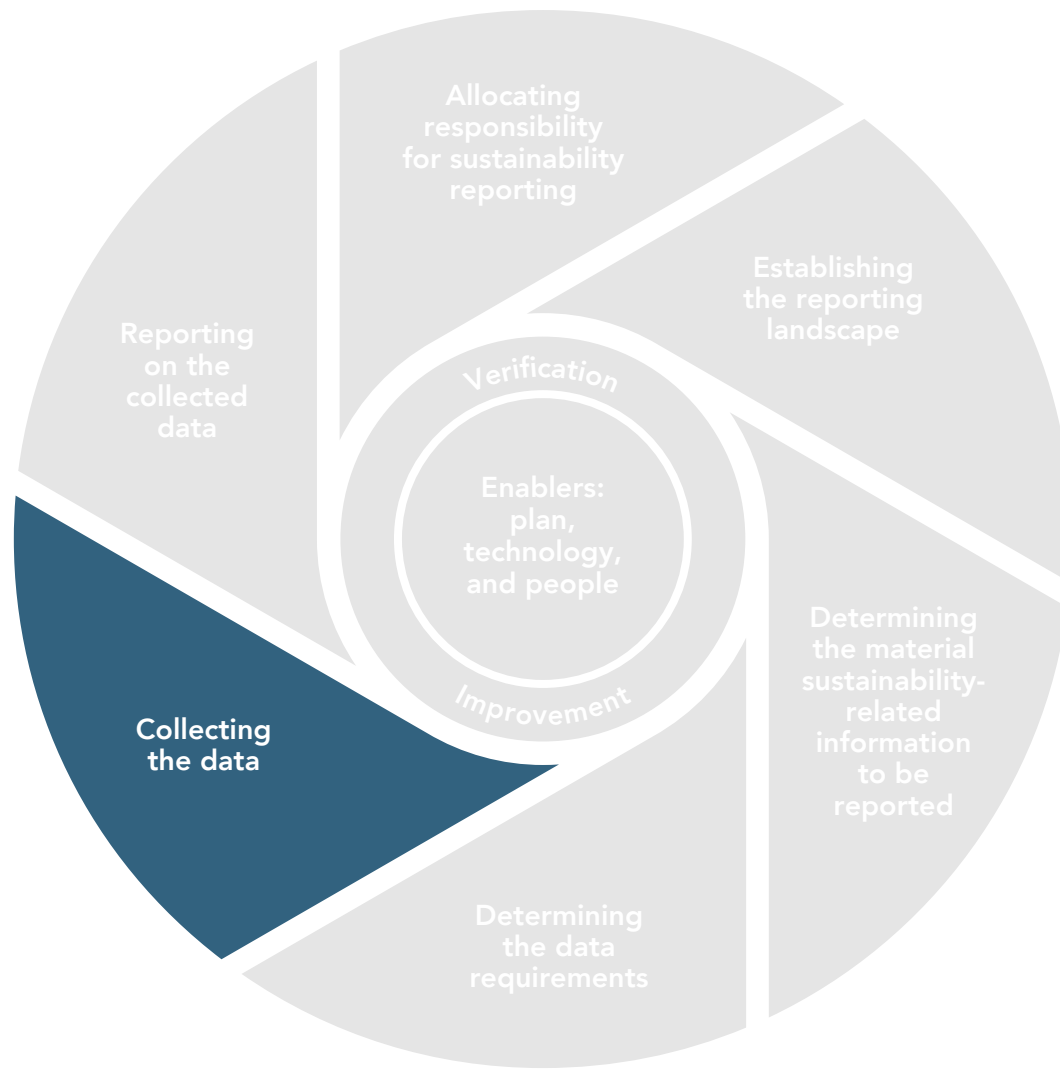 Allocating
responsibility
for sustainability
reporting
Establishing
the reporting
landscape
Determining
the material
sustainability-
related
information
to be
reported
Determining
the data
requirements
Collecting
the data
Reporting
on the
collected
data
Verification
Enablers:
plan,
technology,
and people
Improvement